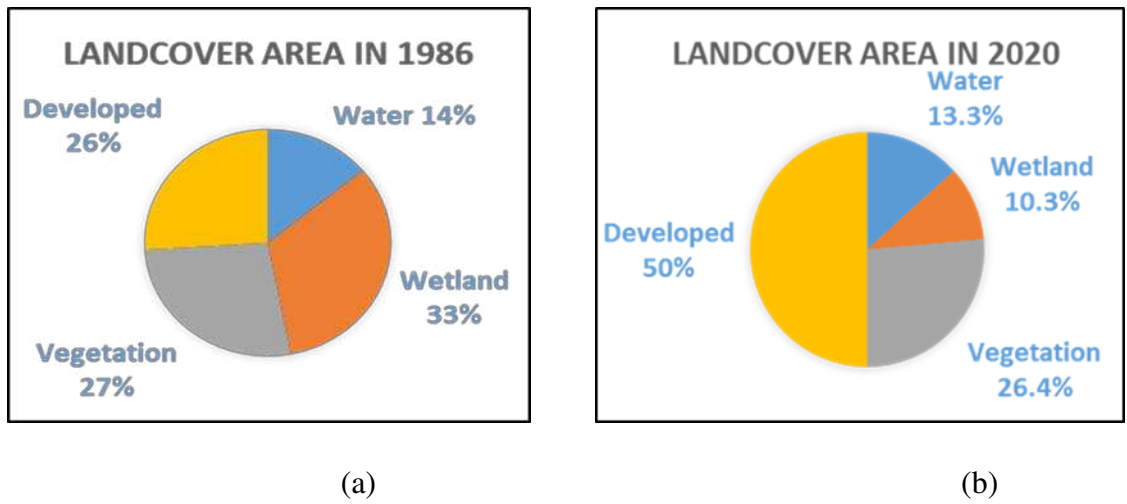 LANDCOVER AREA IN 1986
Developed
26%
Water 14%
Wetland
33%
Vegetation
27%
(a)
LANDCOVER AREA IN 2020
Water
13.3%
Wetland
10.3%
Developed
50%
Vegetation
26.4%
(b)